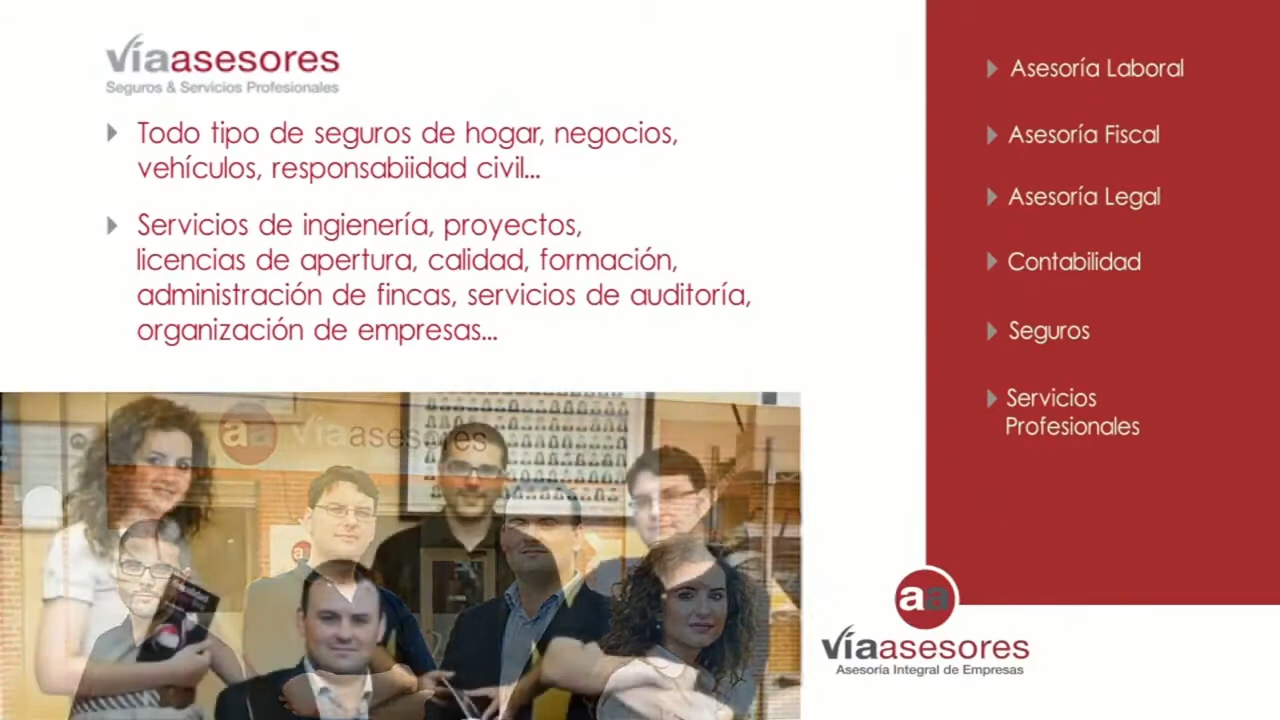 víaasesores
Seguros & Servicios Profesionales
Todo tipo de seguros de hogar, negocios,
vehículos, responsabiidad civil...
Servicios de ingienería, proyectos,
licencias de apertura, calidad, formación,
administración de fincas, servicios de auditoría,
organización de empresas...
Asesoría Laboral
Asesoría Fiscal
Asesoría Legal
Contabilidad
Seguros
Servicios
Profesionales
aa víaasesores
aa
víaasesores
Asesoría Integral de Empresas